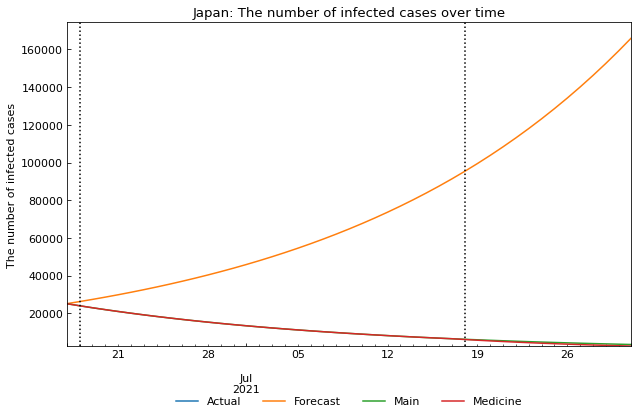 Japan: The number of infected cases over time
The number of infected cases
160000
140000
120000
100000
80000
60000
40000
20000
21 28 05 12 19 26
Jul
2021
Actual Forecast Main Medicine